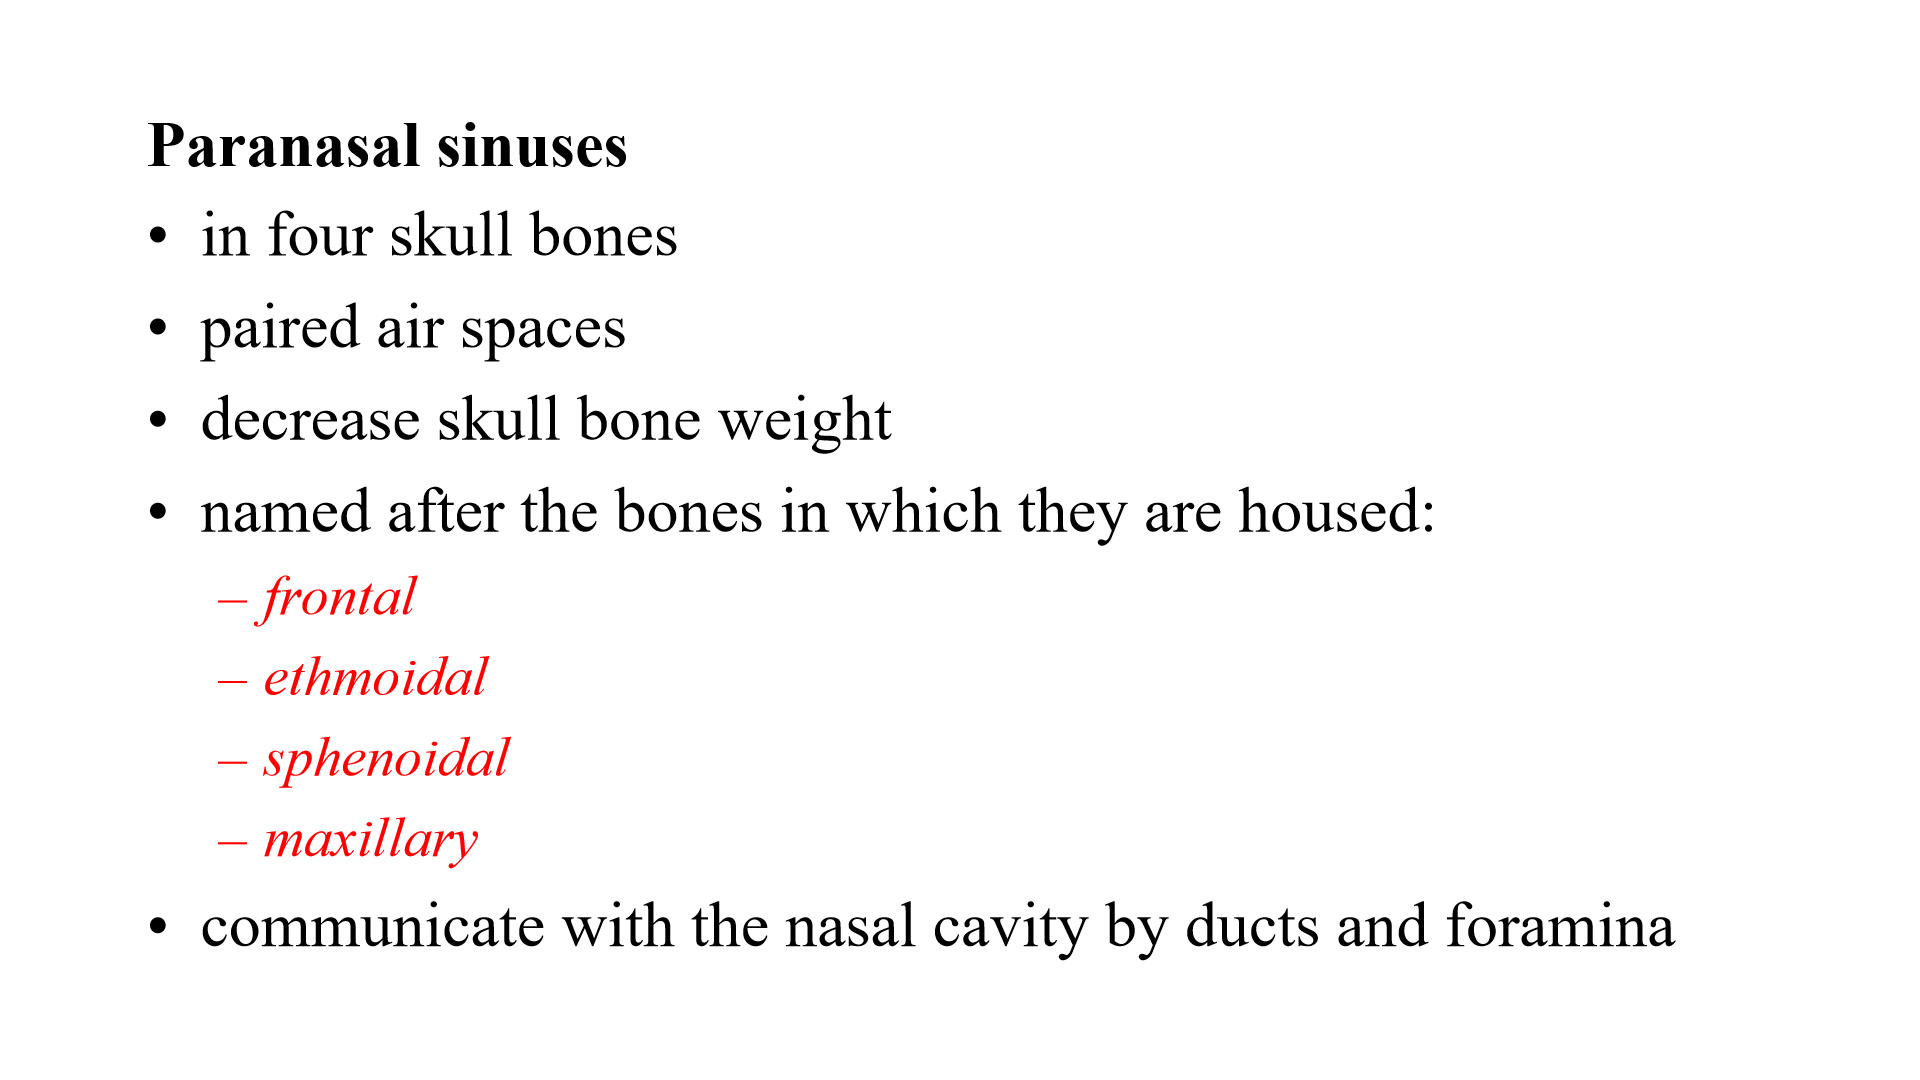 Paranasal sinuses
• in four skull bones
• paired air spaces
• decrease skull bone weight
• named after the bones in which they are housed:
– frontal
– ethmoidal
– sphenoidal
– maxillary
• communicate with the nasal cavity by ducts and foramina